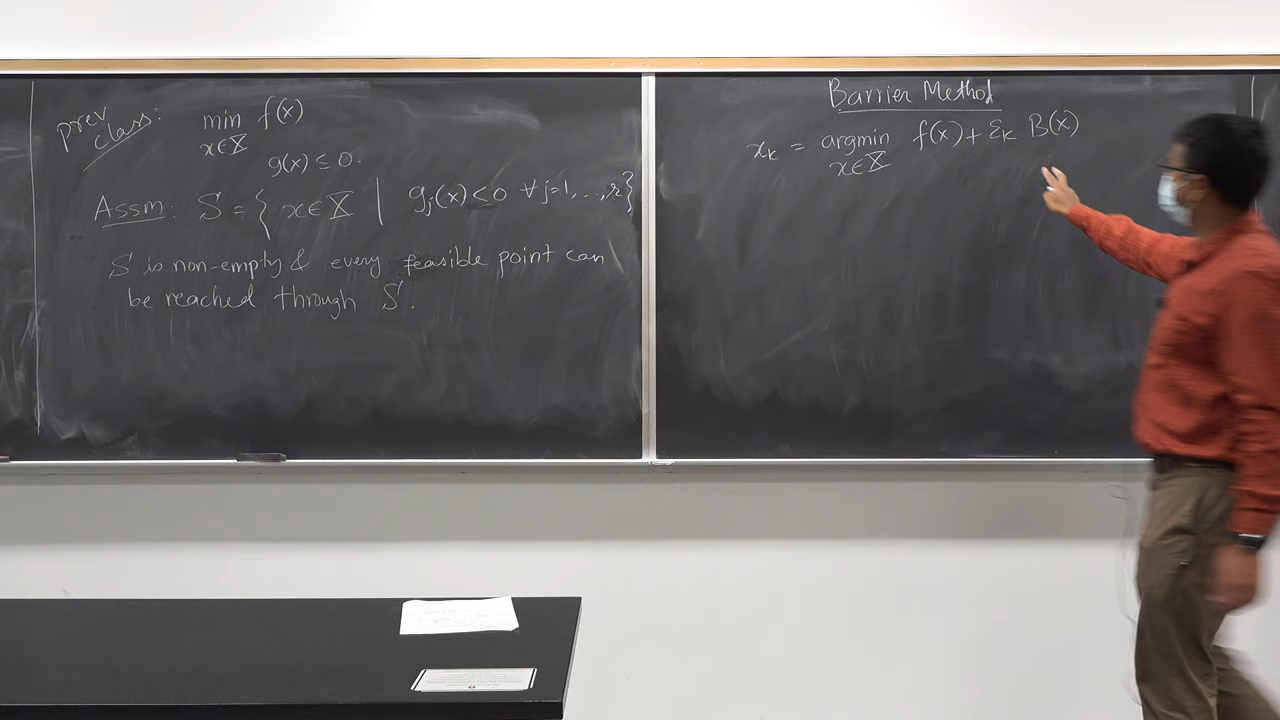 prev class:
min f(x)
x∈X
g(x) ≤ 0.
Assm: S = { x∈X | gⱼ(x) < 0 ∀j=1,...,r}
S is non-empty & every feasible point can
be reached through S.
Barrier Method
xₖ = argmin f(x) + εₖ B(x)
x∈X